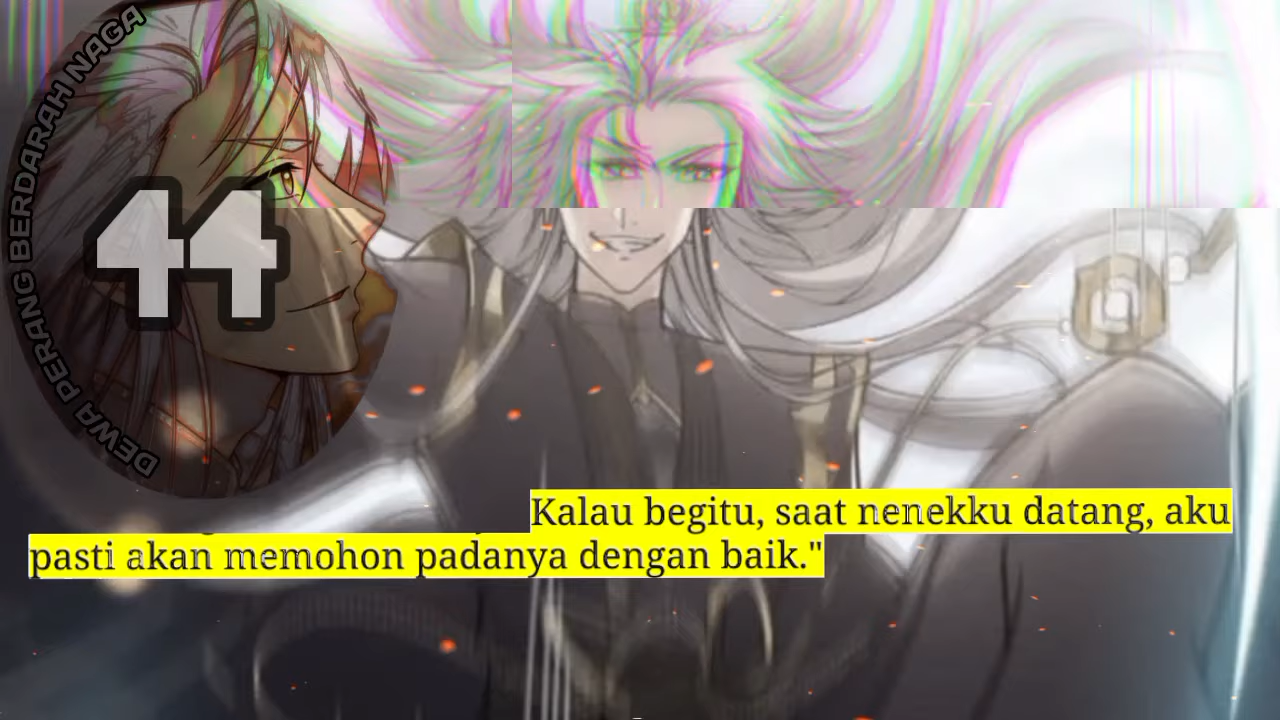 DEWA PERANG BERDARAH NAGA
44
Kalau begitu, saat nenekku datang, aku
pasti akan memohon padanya dengan baik."